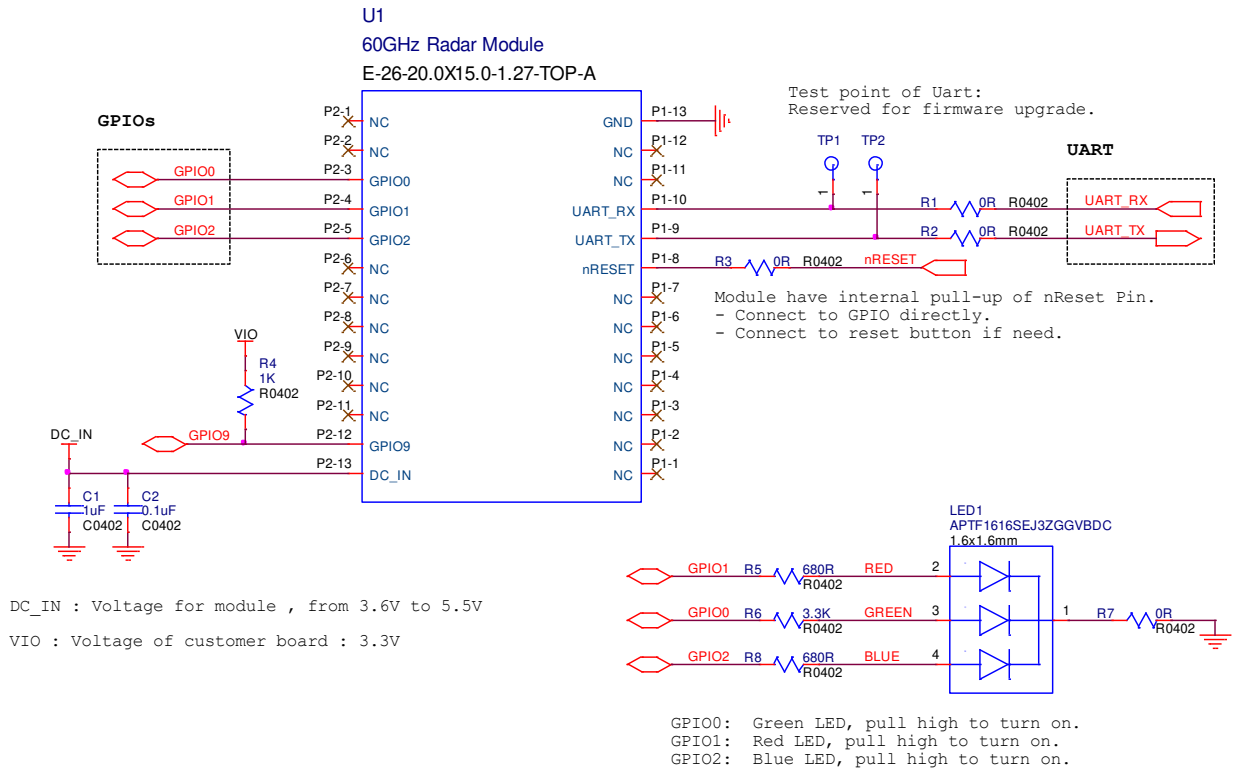 U1
60GHz Radar Module
E-26-20.0X15.0-1.27-TOP-A
Test point of Uart:
Reserved for firmware upgrade.
GPIOs
UART
TP1 TP2
1 1
P2-1 NC
P2-2 NC
GPIO0 P2-3 GPIO0
GPIO1 P2-4 GPIO1
GPIO2 P2-5 GPIO2
P2-6 NC
P2-7 NC
P2-8 NC
P2-9 NC
P2-10 NC
P2-11 NC
GPIO9 P2-12 GPIO9
P2-13 DC_IN
GND P1-13
NC P1-12
NC P1-11
UART_RX P1-10 R1 0R R0402 UART_RX
UART_TX P1-9 R2 0R R0402 UART_TX
nRESET P1-8 R3 0R R0402 nRESET
NC P1-7
NC P1-6
NC P1-5
NC P1-4
NC P1-3
NC P1-2
NC P1-1
Module have internal pull-up of nReset Pin.
- Connect to GPIO directly.
- Connect to reset button if need.
VIO
R4
1K
R0402
DC_IN
C1
1uF
C0402
C2
0.1uF
C0402
DC_IN : Voltage for module , from 3.6V to 5.5V
VIO : Voltage of customer board : 3.3V
LED1
APTF1616SEJ3ZGGVBDC
1.6x1.6mm
GPIO1 R5 680R R0402 RED 2
GPIO0 R6 3.3K R0402 GREEN 3
GPIO2 R8 680R R0402 BLUE 4
1 R7 0R R0402
GPIO0: Green LED, pull high to turn on.
GPIO1: Red LED, pull high to turn on.
GPIO2: Blue LED, pull high to turn on.